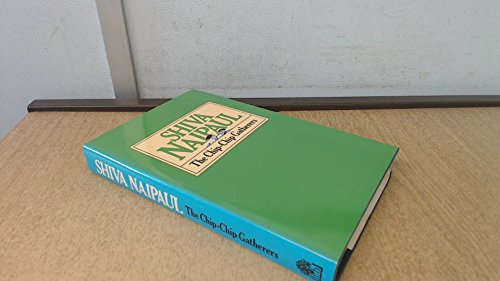 SHIVA
NAIPAUL
The Chip-Chip Gatherers
SHIVA NAIPAUL The Chip-Chip Gatherers